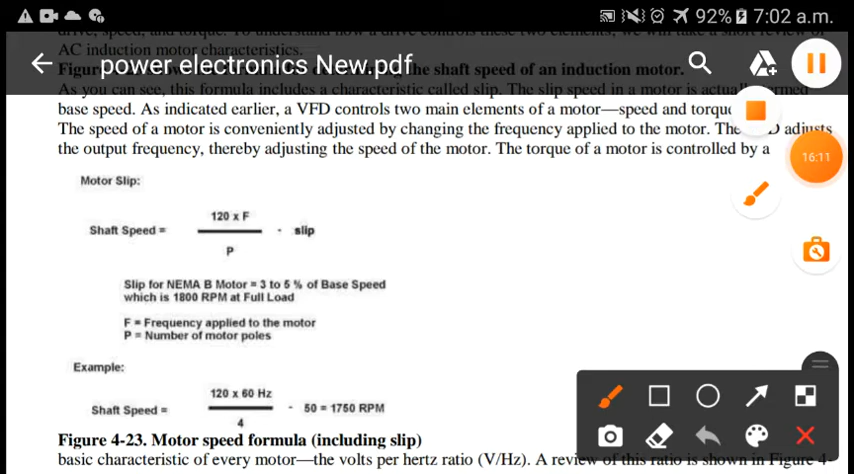 92% 7:02 a.m.
AC induction motor characteristics.
power.electronics New.pdf
he shaft speed of an induction motor.
As you can see, this formula includes a characteristic called slip. The slip speed in a motor is
base speed. As indicated earlier, a VFD controls two main elements of a motor—speed and
The speed of a motor is conveniently adjusted by changing the frequency applied to the motor. The D adjusts
the output frequency, thereby adjusting the speed of the motor. The torque of a motor is controlled by a
16:11
Motor Slip:
Shaft Speed = 120 x F / P - slip
Slip for NEMA B Motor = 3 to 5 % of Base Speed
which is 1800 RPM at Full Load
F = Frequency applied to the motor
P = Number of motor poles
Example:
Shaft Speed = 120 x 60 Hz / 4 - 50 = 1750 RPM
Figure 4-23. Motor speed formula (including slip)
basic characteristic of every motor—the volts per hertz ratio (V/Hz). A review of this ratio is shown in Figure 4-